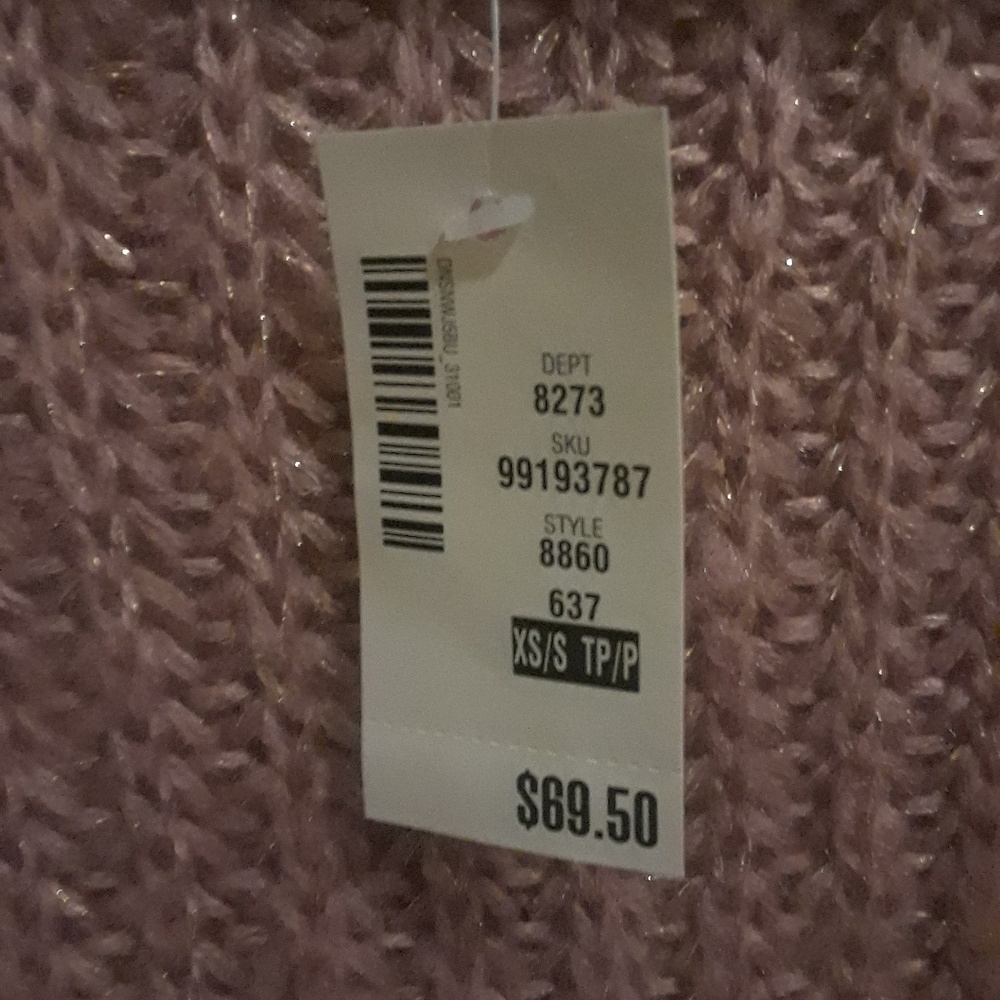 DEPT
8273
SKU
99193787
STYLE
8860
637
XS/S TP/P
$69.50